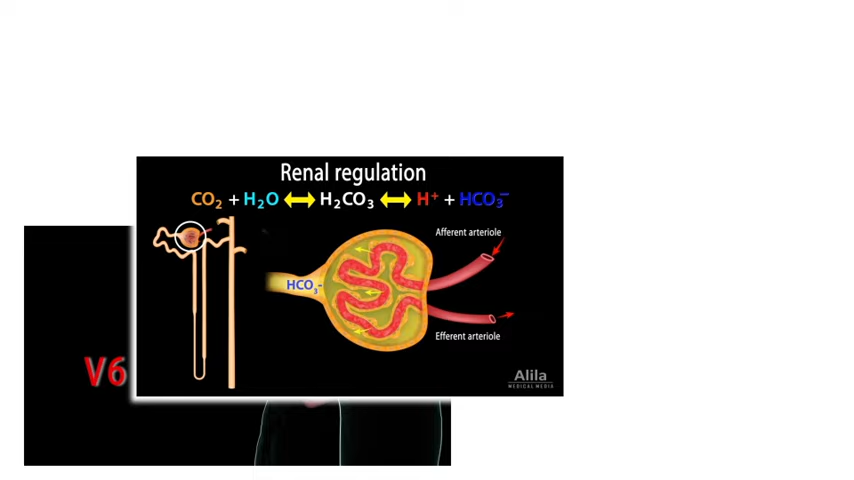 Renal regulation
CO₂ + H₂O ⟷ H₂CO₃ ⟷ H⁺ + HCO₃⁻
Afferent arteriole
HCO₃-
Efferent arteriole
V6
Alila
MEDICAL MEDIA